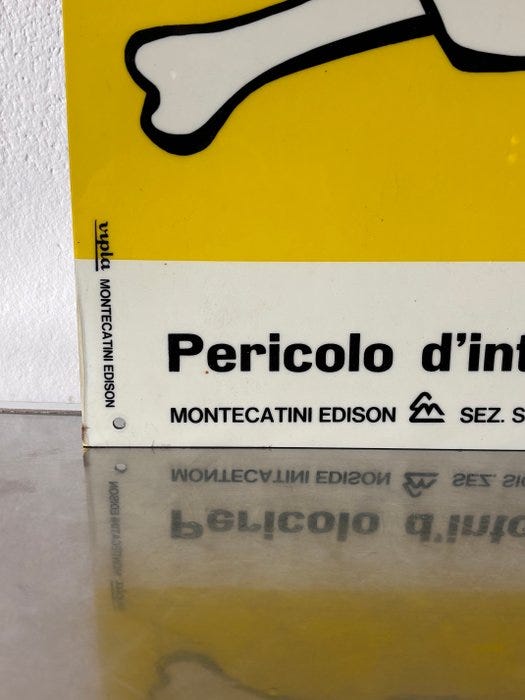 vipla MONTECATINI EDISON
Pericolo d'int
MONTECATINI EDISON SEZ. S